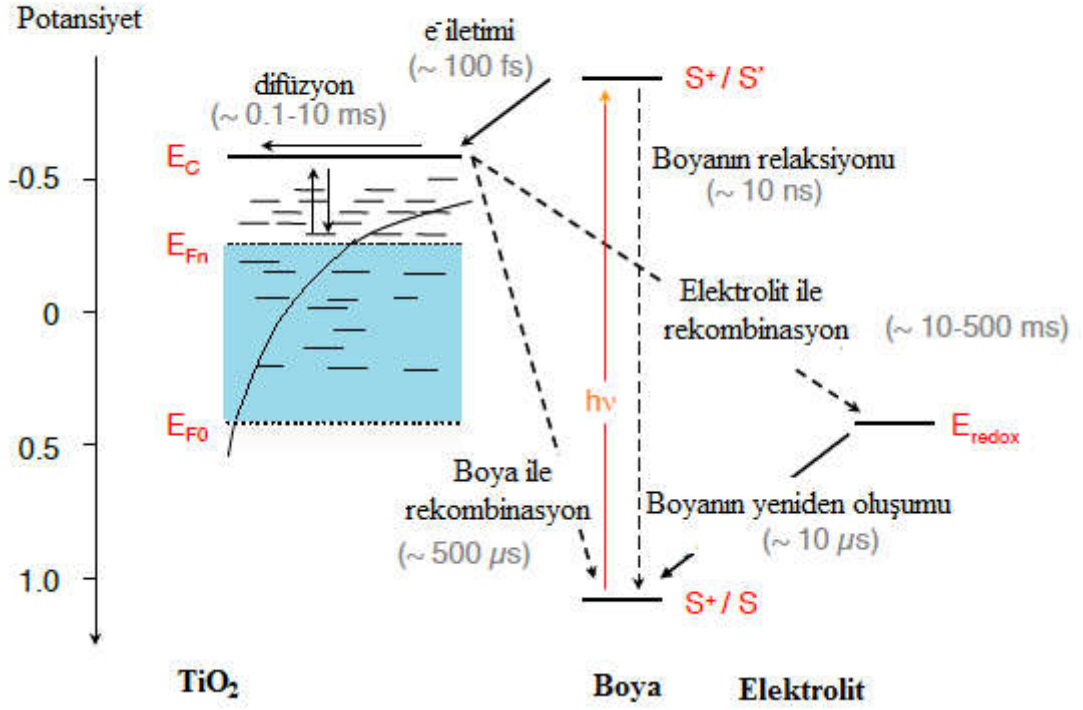 Potansiyet
e⁻ iletimi
(~ 100 fs)
S⁺ / S*
difüzyon
(~ 0.1-10 ms)
E_C
-0.5
Boyanın relaksiyonu
(~ 10 ns)
E_Fn
0
Elektrolit ile
rekombinasyon
(~ 10-500 ms)
hν
E_F0
0.5
E_redox
Boya ile
rekombinasyon
(~ 500 µs)
Boyanın yeniden oluşumu
(~ 10 µs)
1.0
S⁺ / S
TiO₂
Boya
Elektrolit